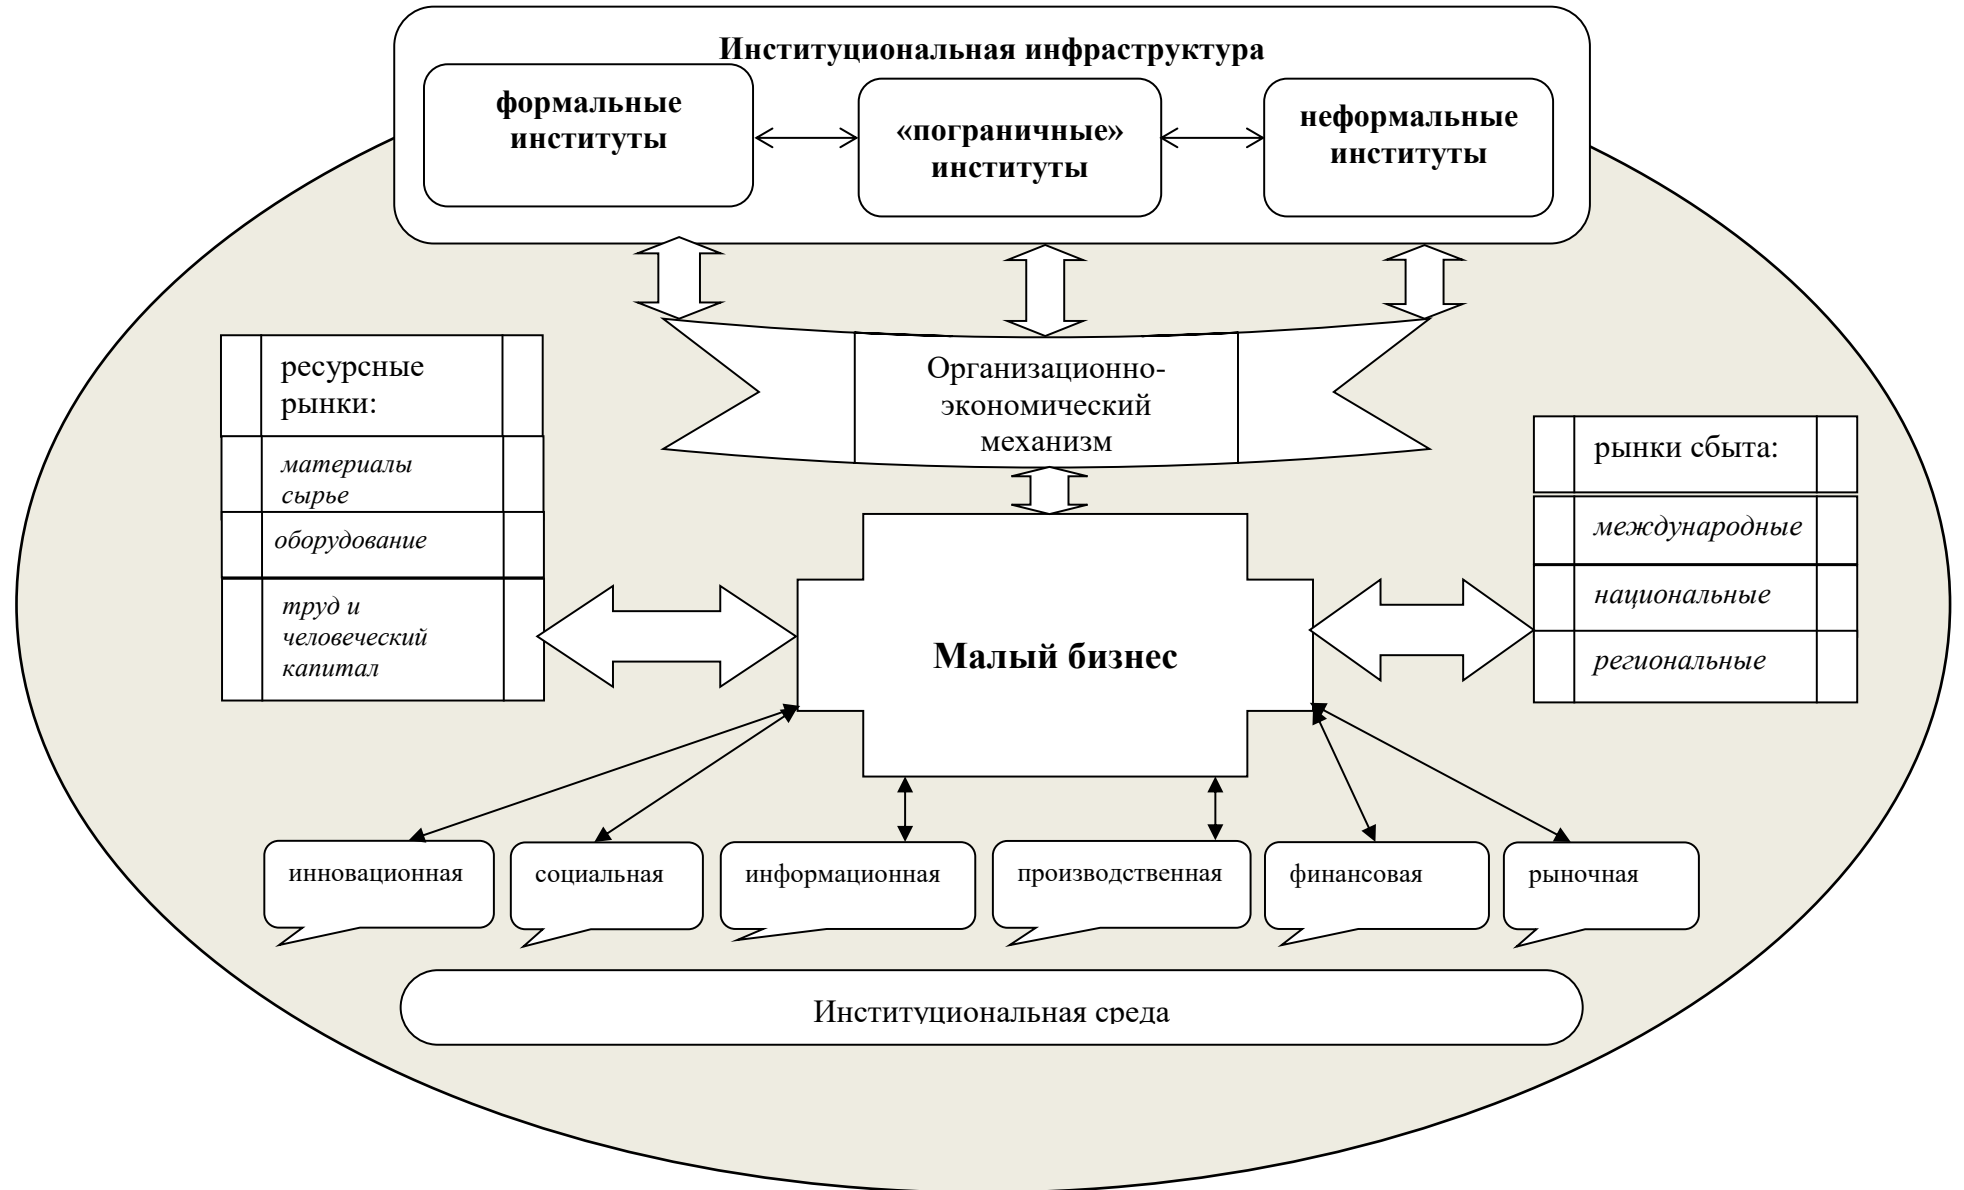 Институциональная инфраструктура
формальные
институты
«пограничные»
институты
неформальные
институты
Организационно-
экономический
механизм
ресурсные
рынки:
материалы
сырье
оборудование
труд и
человеческий
капитал
рынки сбыта:
международные
национальные
региональные
Малый бизнес
инновационная
социальная
информационная
производственная
финансовая
рыночная
Институциональная среда